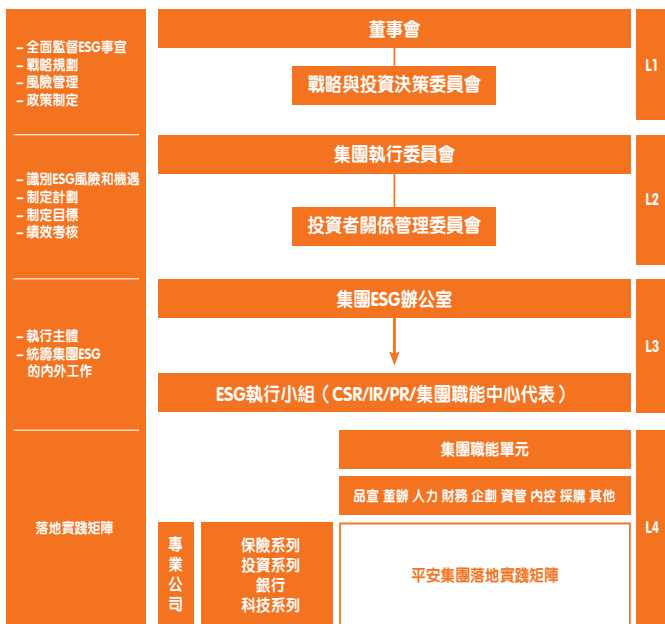 – 全面監督ESG事宜
– 戰略規劃
– 風險管理
– 政策制定
董事會
戰略與投資決策委員會
L1
– 識別ESG風險和機遇
– 制定計劃
– 制定目標
– 績效考核
集團執行委員會
投資者關係管理委員會
L2
– 執行主體
– 統籌集團ESG
的內外工作
集團ESG辦公室
ESG執行小組（CSR/IR/PR/集團職能中心代表）
L3
落地實踐矩陣
集團職能單元
品宣 董辦 人力 財務 企劃 資管 內控 採購 其他
專業公司
保險系列
投資系列
銀行
科技系列
平安集團落地實踐矩陣
L4